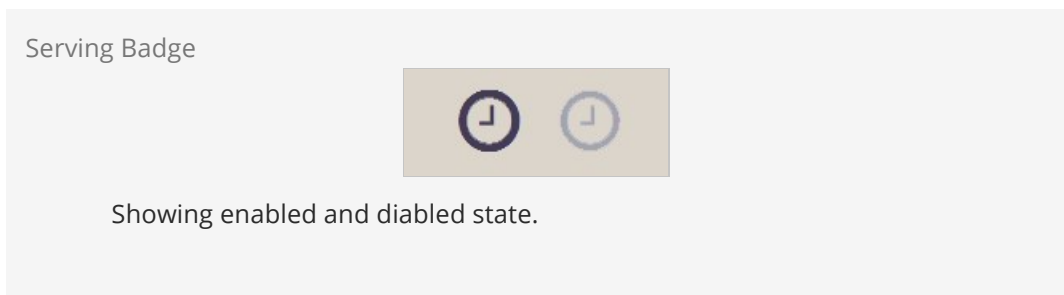 Serving Badge
Showing enabled and diabled state.